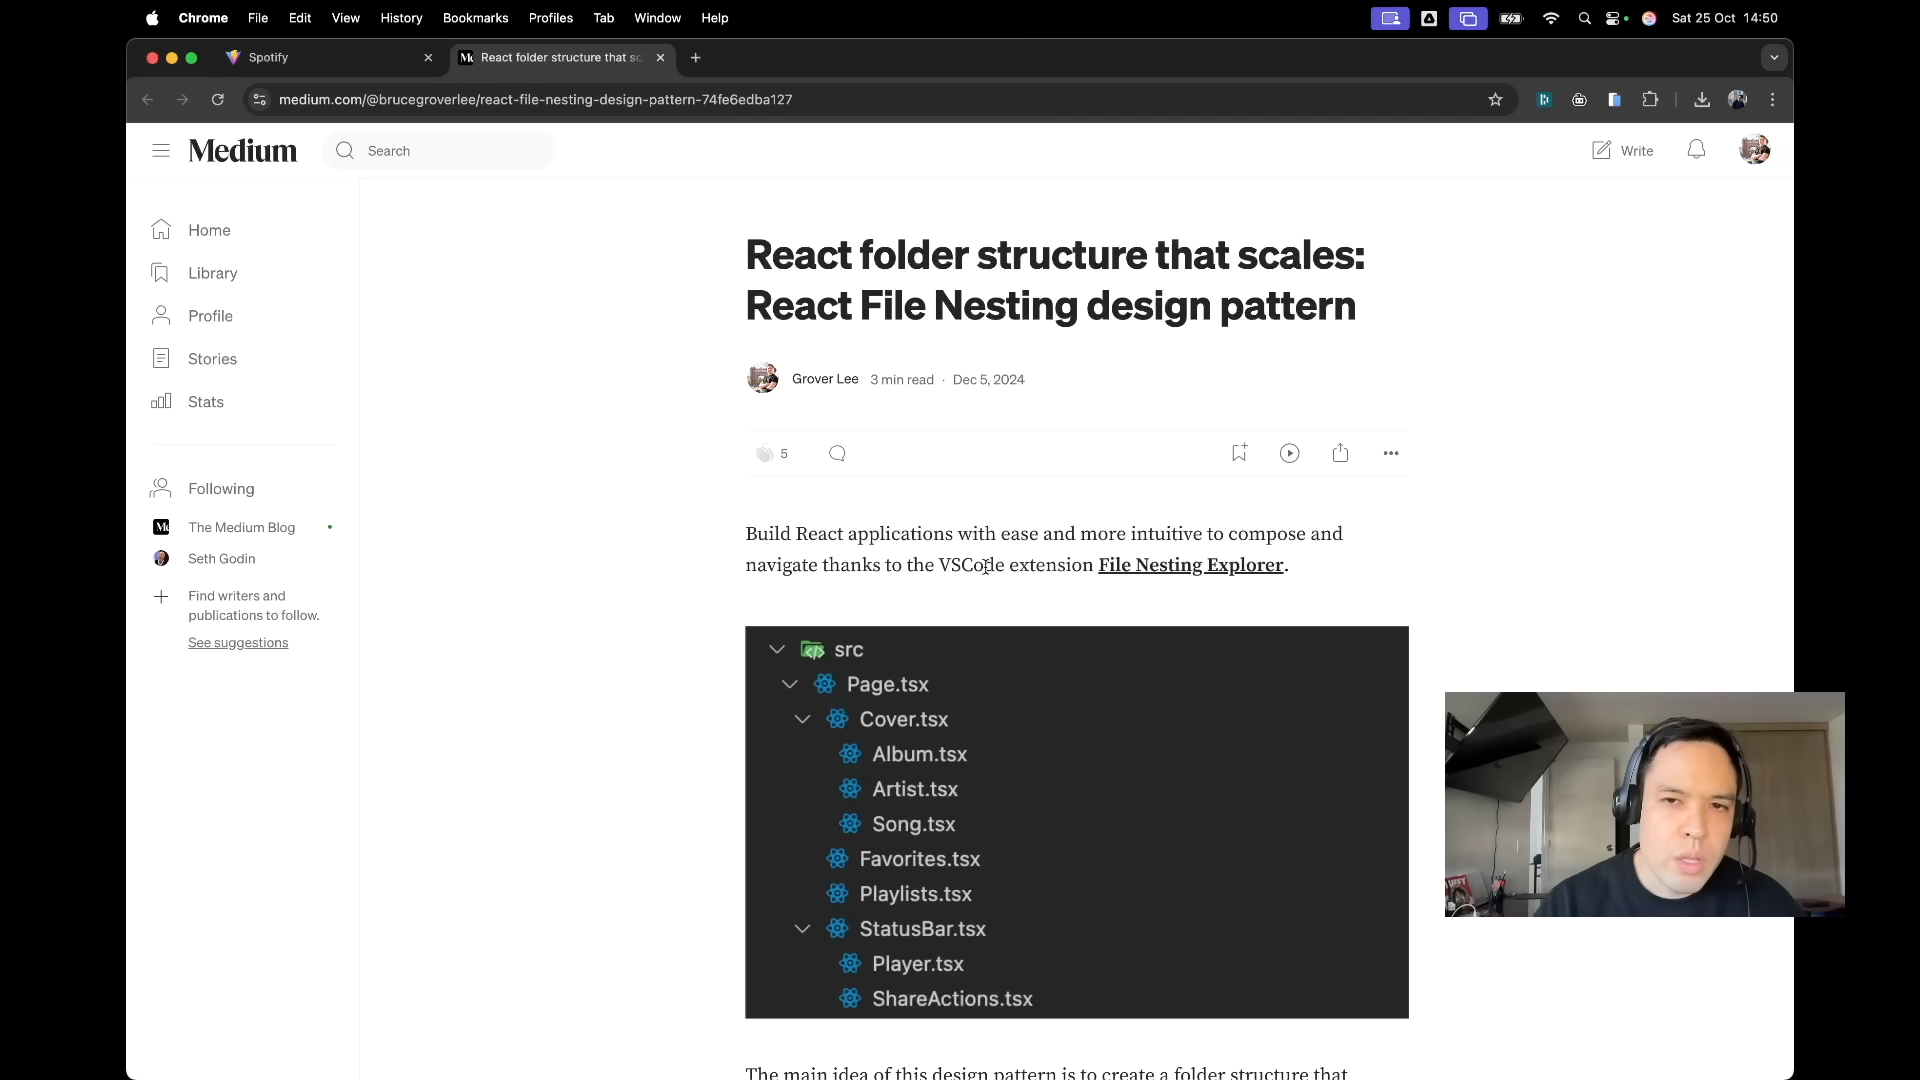 Chrome File Edit View History Bookmarks Profiles Tab Window Help Sat 25 Oct 14:50
Spotify
React folder structure that sc
medium.com/@brucegroverlee/react-file-nesting-design-pattern-74fe6edba127
Medium
Search
Write
Home
Library
Profile
Stories
Stats
Following
The Medium Blog
Seth Godin
Find writers and
publications to follow.
See suggestions
React folder structure that scales:
React File Nesting design pattern
Grover Lee 3 min read · Dec 5, 2024
5
Build React applications with ease and more intuitive to compose and
navigate thanks to the VSCode extension File Nesting Explorer.
src
Page.tsx
Cover.tsx
Album.tsx
Artist.tsx
Song.tsx
Favorites.tsx
Playlists.tsx
StatusBar.tsx
Player.tsx
ShareActions.tsx
The main idea of this design pattern is to create a folder structure that